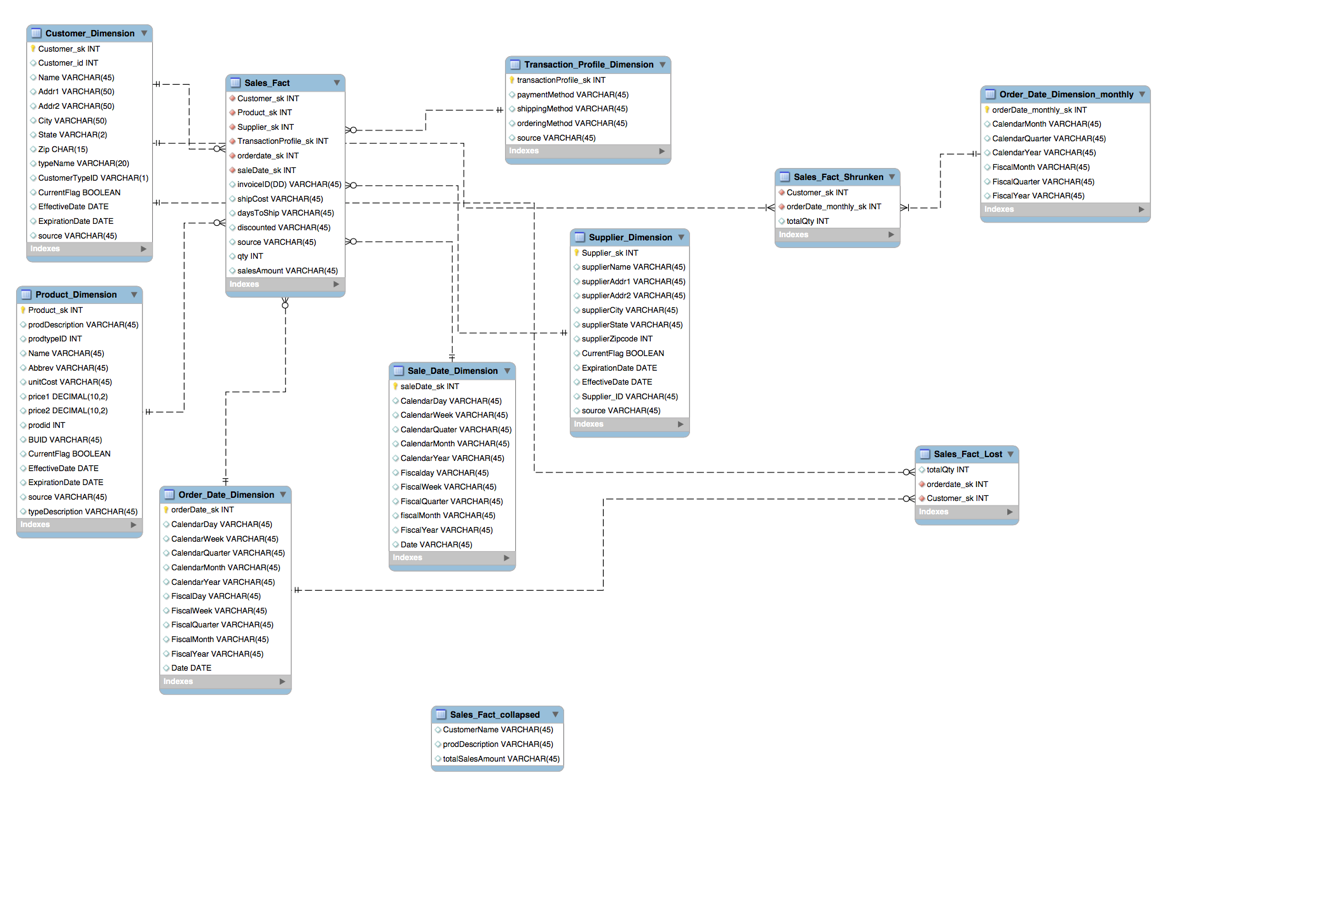 Customer_Dimension
Customer_sk INT
Customer_id INT
Name VARCHAR(45)
Addr1 VARCHAR(50)
Addr2 VARCHAR(50)
City VARCHAR(50)
State VARCHAR(2)
Zip CHAR(15)
typeName VARCHAR(20)
CustomerTypeID VARCHAR(1)
CurrentFlag BOOLEAN
EffectiveDate DATE
ExpirationDate DATE
source VARCHAR(45)
Indexes
Sales_Fact
Customer_sk INT
Product_sk INT
Supplier_sk INT
TransactionProfile_sk INT
orderdate_sk INT
saleDate_sk INT
invoiceID(DD) VARCHAR(45)
shipCost VARCHAR(45)
daysToShip VARCHAR(45)
discounted VARCHAR(45)
source VARCHAR(45)
qty INT
salesAmount VARCHAR(45)
Indexes
Transaction_Profile_Dimension
transactionProfile_sk INT
paymentMethod VARCHAR(45)
shippingMethod VARCHAR(45)
orderingMethod VARCHAR(45)
source VARCHAR(45)
Indexes
Order_Date_Dimension_monthly
orderDate_monthly_sk INT
CalendarMonth VARCHAR(45)
CalendarQuarter VARCHAR(45)
CalendarYear VARCHAR(45)
FiscalMonth VARCHAR(45)
FiscalQuarter VARCHAR(45)
FiscalYear VARCHAR(45)
Indexes
Sales_Fact_Shrunken
Customer_sk INT
orderDate_monthly_sk INT
totalQty INT
Indexes
Supplier_Dimension
Supplier_sk INT
supplierName VARCHAR(45)
supplierAddr1 VARCHAR(45)
supplierAddr2 VARCHAR(45)
supplierCity VARCHAR(45)
supplierState VARCHAR(45)
supplierZipcode INT
CurrentFlag BOOLEAN
ExpirationDate DATE
EffectiveDate DATE
Supplier_ID VARCHAR(45)
source VARCHAR(45)
Indexes
Product_Dimension
Product_sk INT
prodDescription VARCHAR(45)
prodtypeID INT
Name VARCHAR(45)
Abbrev VARCHAR(45)
unitCost VARCHAR(45)
price1 DECIMAL(10,2)
price2 DECIMAL(10,2)
prodid INT
BUID VARCHAR(45)
CurrentFlag BOOLEAN
EffectiveDate DATE
ExpirationDate DATE
source VARCHAR(45)
typeDescription VARCHAR(45)
Indexes
Sale_Date_Dimension
saleDate_sk INT
CalendarDay VARCHAR(45)
CalendarWeek VARCHAR(45)
CalendarQuater VARCHAR(45)
CalendarMonth VARCHAR(45)
CalendarYear VARCHAR(45)
Fiscalday VARCHAR(45)
FiscalWeek VARCHAR(45)
FiscalQuarter VARCHAR(45)
fiscalMonth VARCHAR(45)
FiscalYear VARCHAR(45)
Date VARCHAR(45)
Indexes
Sales_Fact_Lost
totalQty INT
orderdate_sk INT
Customer_sk INT
Indexes
Order_Date_Dimension
orderDate_sk INT
CalendarDay VARCHAR(45)
CalendarWeek VARCHAR(45)
CalendarQuarter VARCHAR(45)
CalendarMonth VARCHAR(45)
CalendarYear VARCHAR(45)
FiscalDay VARCHAR(45)
FiscalWeek VARCHAR(45)
FiscalQuarter VARCHAR(45)
FiscalMonth VARCHAR(45)
FiscalYear VARCHAR(45)
Date DATE
Indexes
Sales_Fact_collapsed
CustomerName VARCHAR(45)
prodDescription VARCHAR(45)
totalSalesAmount VARCHAR(45)